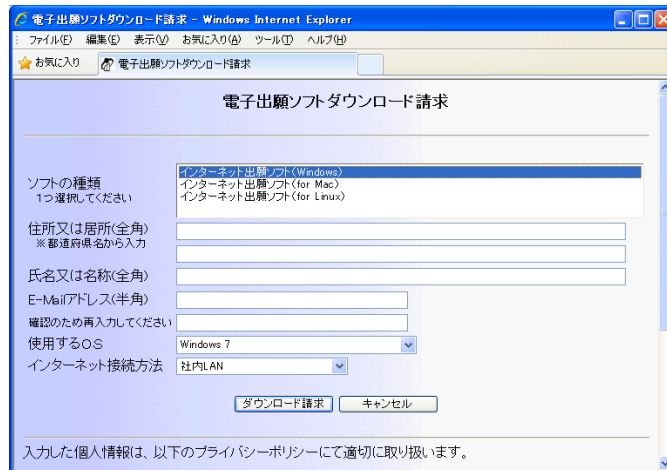 電子出願ソフトダウンロード請求 - Windows Internet Explorer
ファイル(F) 編集(E) 表示(V) お気に入り(A) ツール(T) ヘルプ(H)
お気に入り 電子出願ソフトダウンロード請求
電子出願ソフトダウンロード請求
ソフトの種類
1つ選択してください
インターネット出願ソフト(Windows)
インターネット出願ソフト(for Mac)
インターネット出願ソフト(for Linux)
住所又は居所(全角)
※都道府県名から入力
氏名又は名称(全角)
E-Mailアドレス(半角)
確認のため再入力してください
使用するOS Windows 7
インターネット接続方法 社内LAN
ダウンロード請求 キャンセル
入力した個人情報は、以下のプライバシーポリシーにて適切に取り扱います。